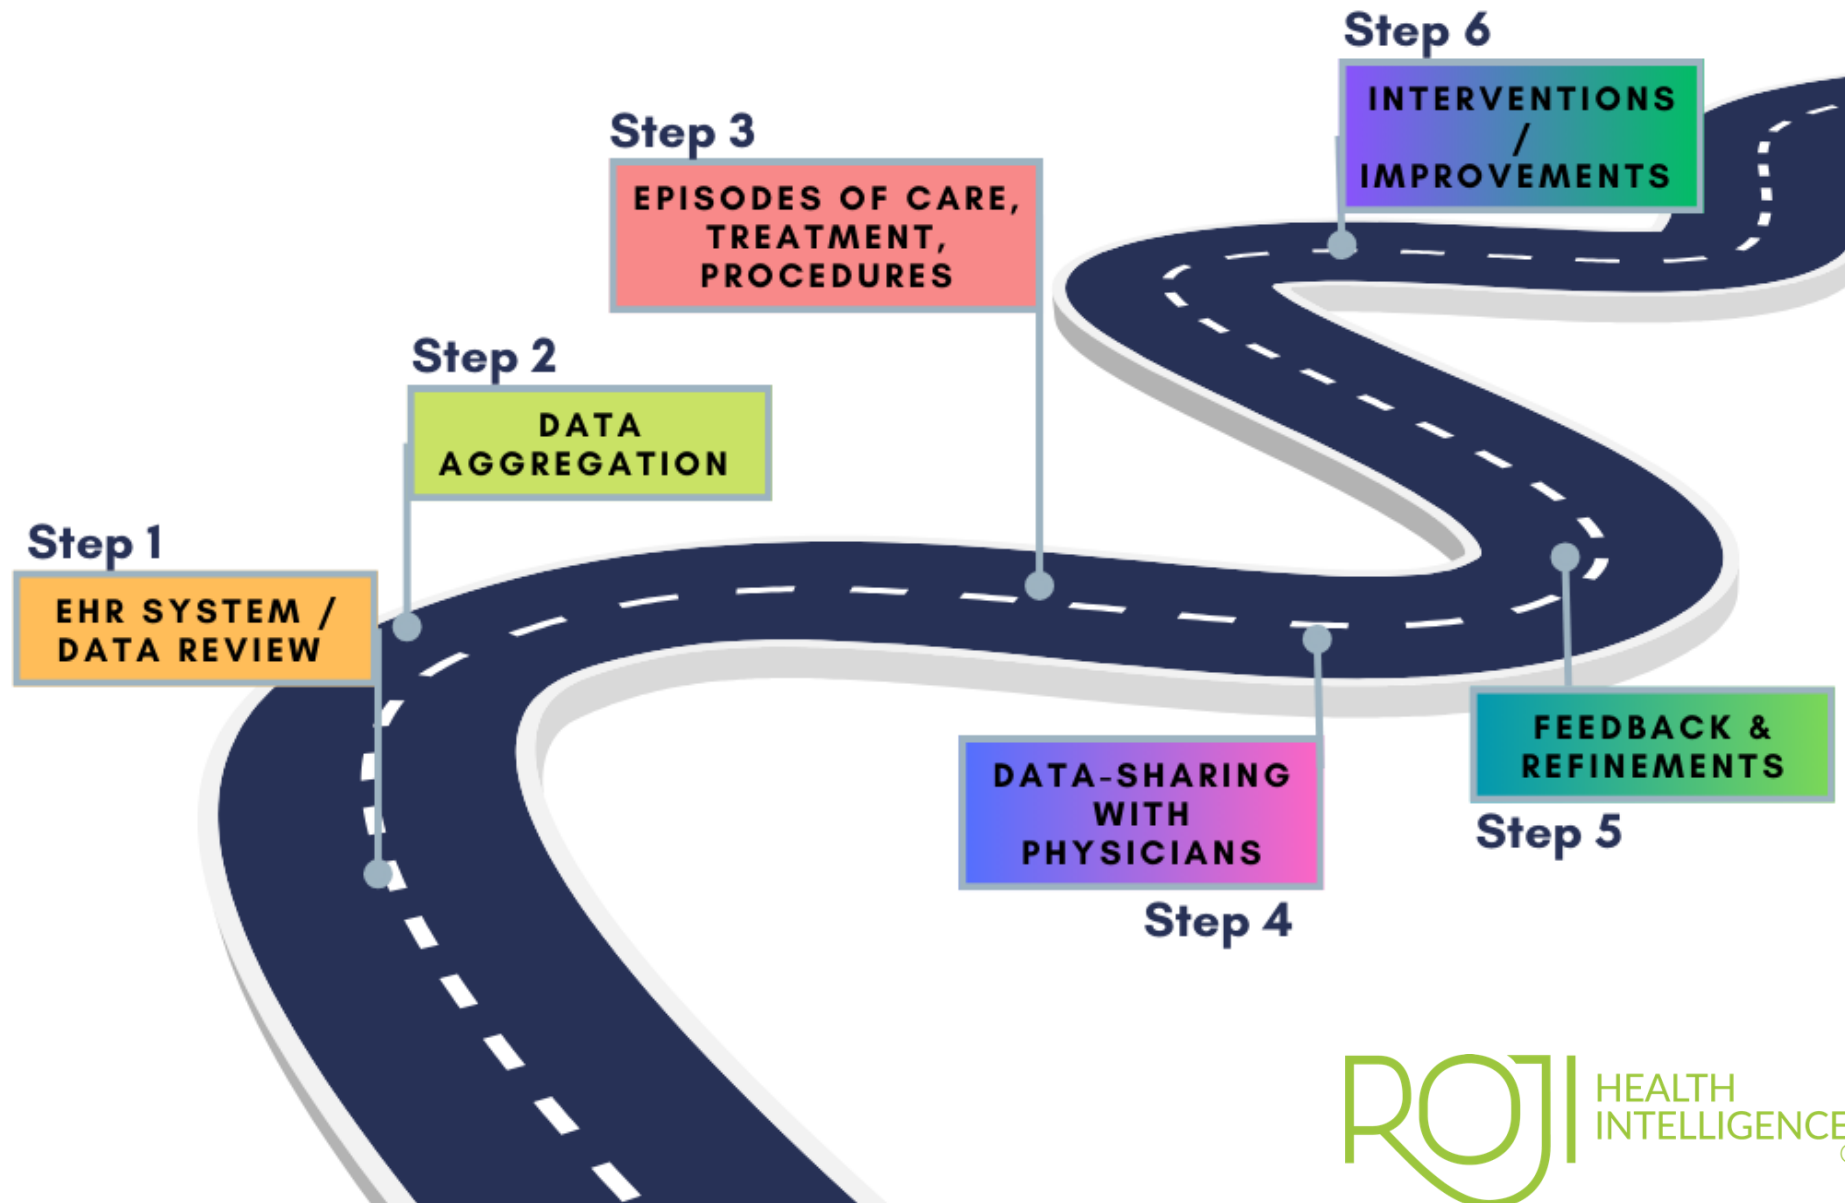 Step 1
EHR SYSTEM /
DATA REVIEW
Step 2
DATA
AGGREGATION
Step 3
EPISODES OF CARE,
TREATMENT,
PROCEDURES
DATA-SHARING
WITH
PHYSICIANS
Step 4
FEEDBACK &
REFINEMENTS
Step 5
Step 6
INTERVENTIONS
/
IMPROVEMENTS
ROJI
HEALTH
INTELLIGENCE